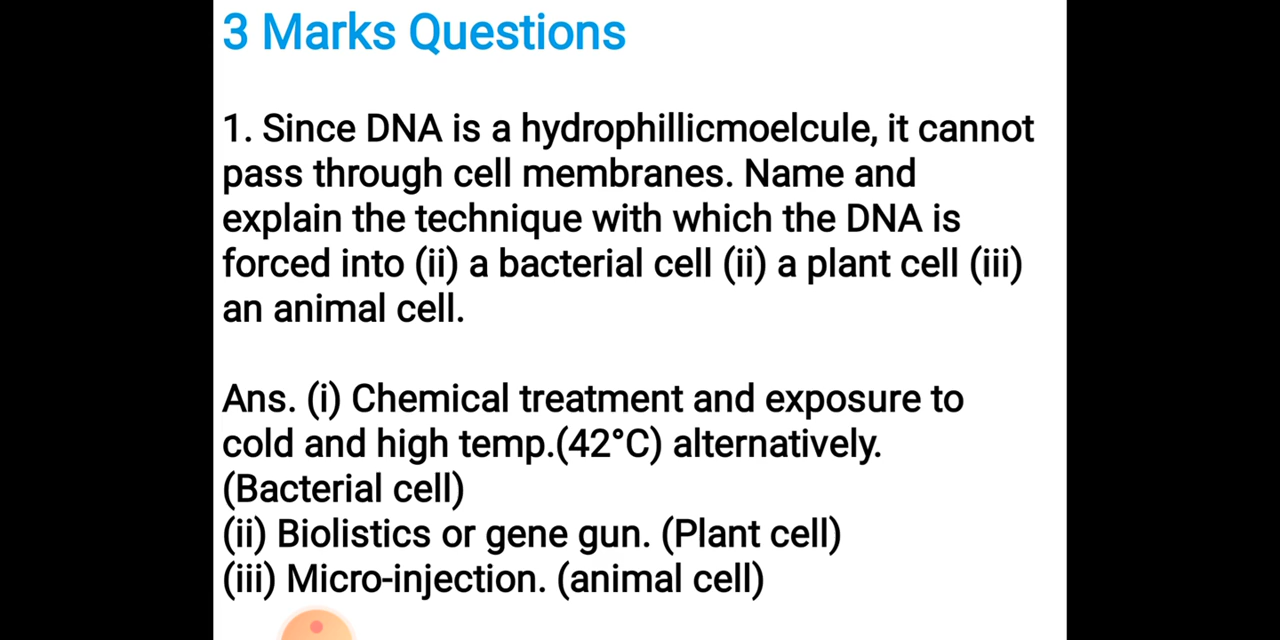 3 Marks Questions
1. Since DNA is a hydrophillicmoelcule, it cannot
pass through cell membranes. Name and
explain the technique with which the DNA is
forced into (ii) a bacterial cell (ii) a plant cell (iii)
an animal cell.
Ans. (i) Chemical treatment and exposure to
cold and high temp.(42°C) alternatively.
(Bacterial cell)
(ii) Biolistics or gene gun. (Plant cell)
(iii) Micro-injection. (animal cell)